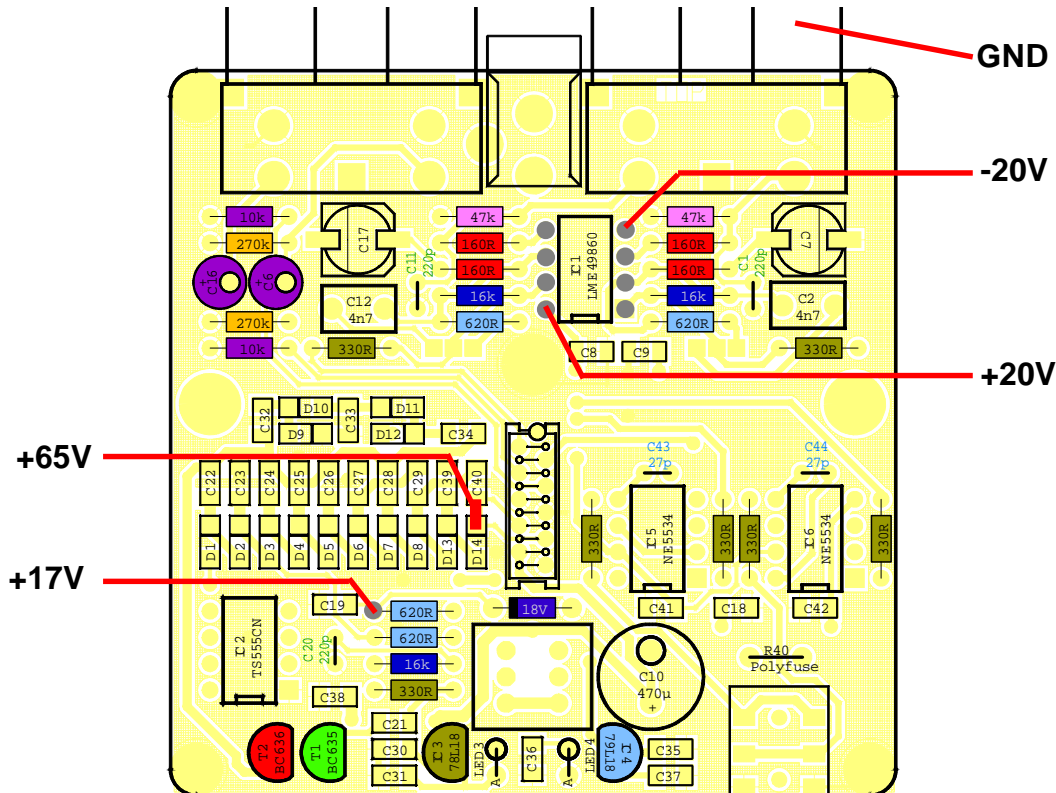 GND
-20V
10k
270k
C16
+
C6
+
270k
10k
C17
C12
4n7
330R
C11
220p
47k
160R
160R
16k
620R
IC1
LME49860
47k
160R
160R
16k
620R
C1
220p
C7
C2
4n7
330R
C8
C9
+20V
C32
D10
D9
C33
D11
D12
C34
+65V
C22
C23
C24
C25
C26
C27
C28
C29
C39
C40
D1
D2
D3
D4
D5
D6
D7
D8
D13
D14
C43
27p
C44
27p
330R
IC5
NE5534
330R
330R
IC6
NE5534
330R
+17V
C19
620R
18V
C41
C18
C42
IC2
TS555CN
C20
220p
620R
16k
330R
C38
C10
470µ
+
R40
Polyfuse
T2
BC636
T1
BC635
C21
C30
C31
IC3
78L18
LED3
A
C36
LED4
A
IC4
79L18
C35
C37